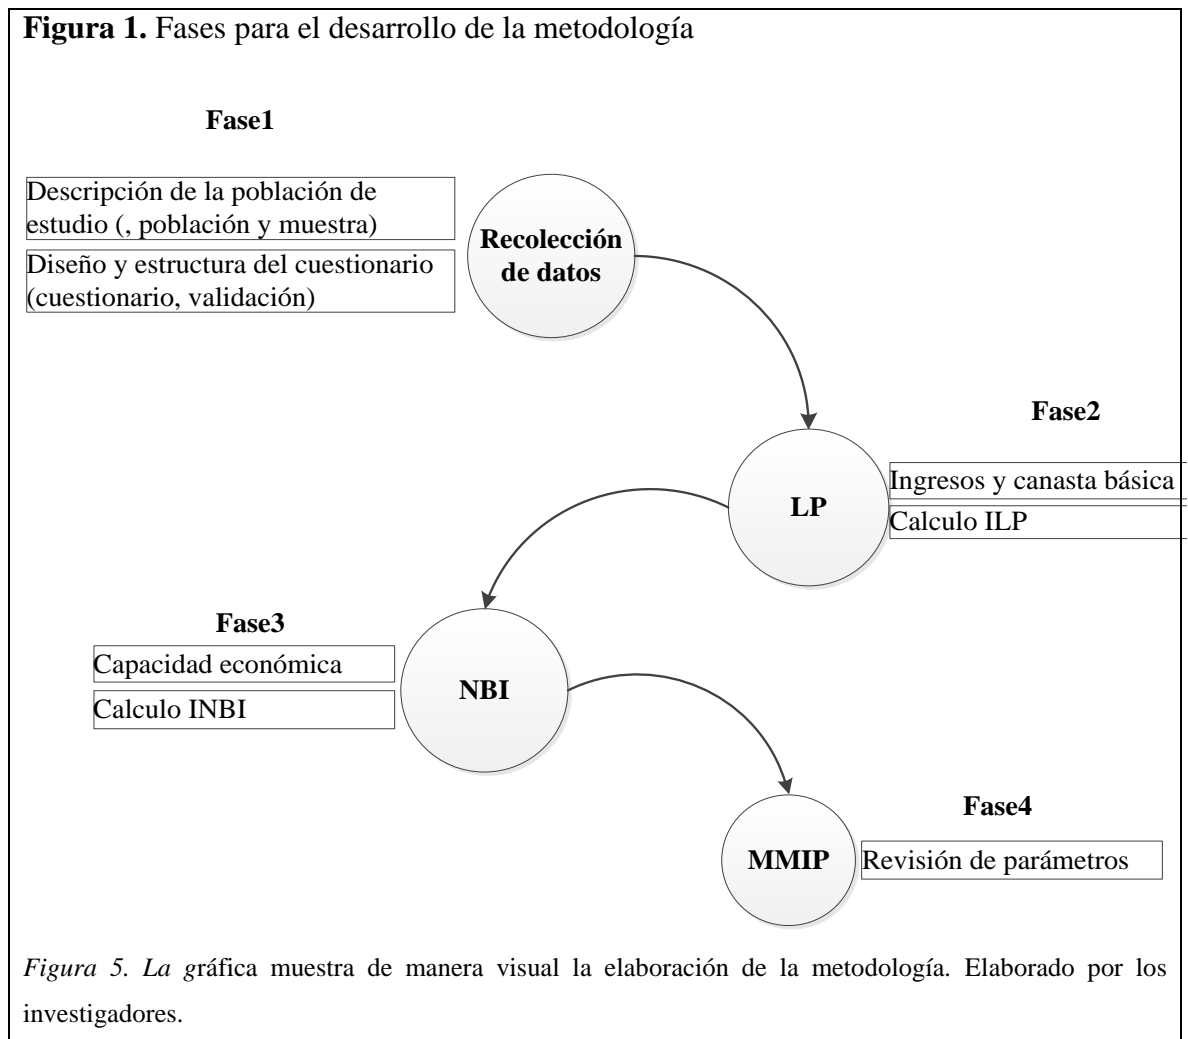 Figura 1. Fases para el desarrollo de la metodología
Fase1
Descripción de la población de
estudio (, población y muestra)
Diseño y estructura del cuestionario
(cuestionario, validación)
Recolección
de datos
Fase2
LP
Ingresos y canasta básica
Calculo ILP
Fase3
Capacidad económica
Calculo INBI
NBI
Fase4
MMIP
Revisión de parámetros
Figura 5. La gráfica muestra de manera visual la elaboración de la metodología. Elaborado por los
investigadores.